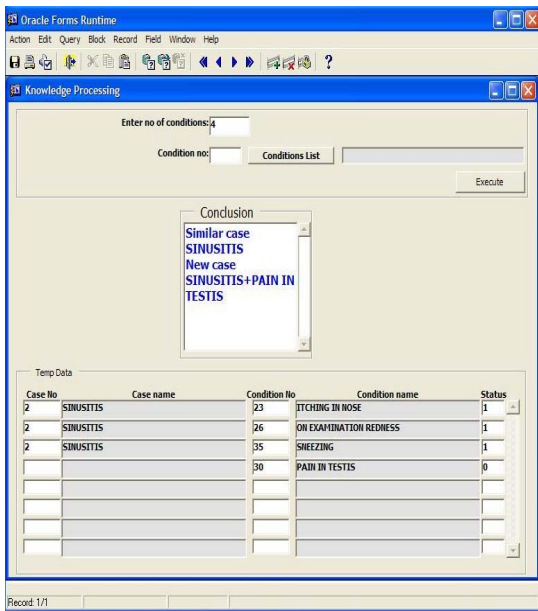 Oracle Forms Runtime
Action Edit Query Block Record Field Window Help
Knowledge Processing
Enter no of conditions: 4
Condition no: Conditions List
Execute
Conclusion
Similar case
SINUSITIS
New case
SINUSITIS+PAIN IN
TESTIS
Temp Data
Case No Case name Condition No Condition name Status
2 SINUSITIS 23 ITCHING IN NOSE 1
2 SINUSITIS 26 ON EXAMINATION REDNESS 1
2 SINUSITIS 35 SNEEZING 1
30 PAIN IN TESTIS 0
Record: 1/1